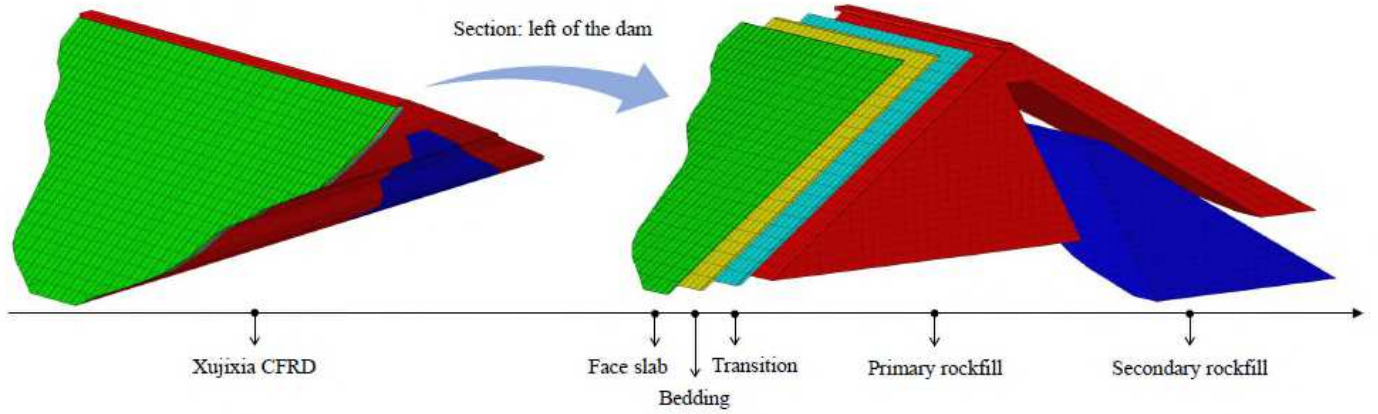 Section: left of the dam
Xujixia CFRD
Face slab
Bedding
Transition
Primary rockfill
Secondary rockfill